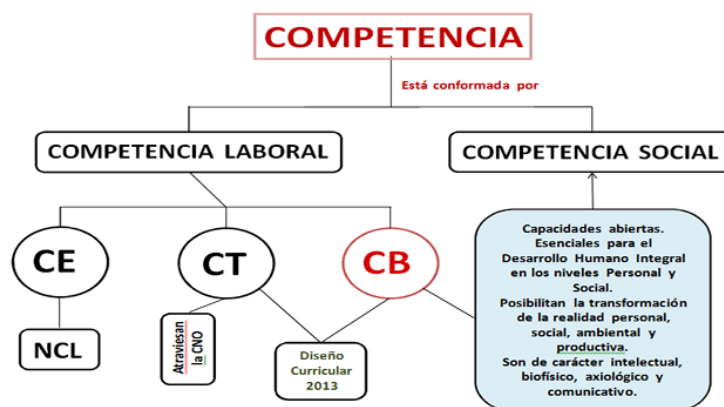 COMPETENCIA
Está conformada por
COMPETENCIA LABORAL
COMPETENCIA SOCIAL
CE
CT
CB
NCL
Atraviesan
la CNO
Diseño
Curricular
2013
Capacidades abiertas.
Esenciales para el
Desarrollo Humano Integral
en los niveles Personal y
Social.
Posibilitan la transformación
de la realidad personal,
social, ambiental y
productiva.
Son de carácter intelectual,
biofísico, axiológico y
comunicativo.